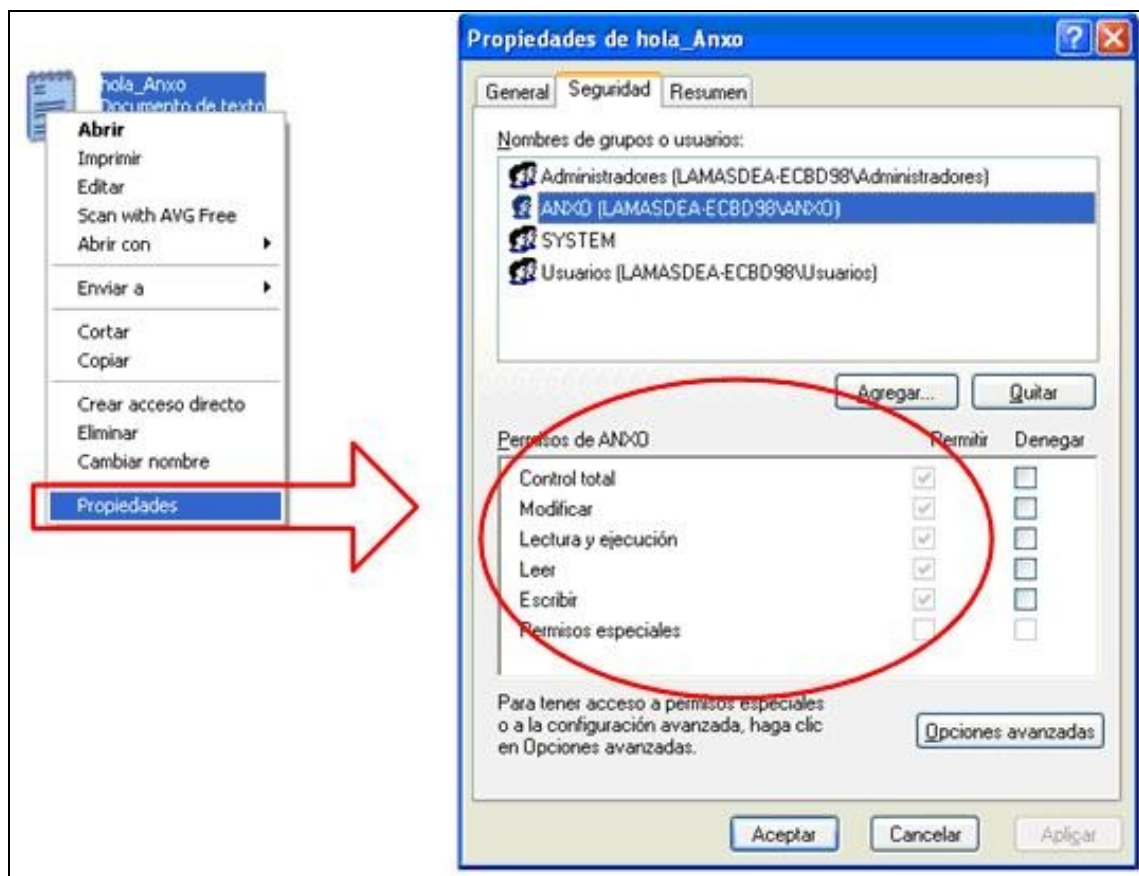 hola_Anxo
Documento de texto
Abrir
Imprimir
Editar
Scan with AVG Free
Abrir con
Enviar a
Cortar
Copiar
Crear acceso directo
Eliminar
Cambiar nombre
Propiedades
Propiedades de hola_Anxo
General Seguridad Resumen
Nombres de grupos o usuarios:
Administradores (LAMASDEA-ECBD98\Administradores)
ANXO (LAMASDEA-ECBD98\ANXO)
SYSTEM
Usuarios (LAMASDEA-ECBD98\Usuarios)
Agregar... Quitar
Permisos de ANXO Permitir Denegar
Control total
Modificar
Lectura y ejecución
Leer
Escribir
Permisos especiales
Para tener acceso a permisos especiales
o a la configuración avanzada, haga clic
en Opciones avanzadas.
Opciones avanzadas
Aceptar Cancelar Aplicar